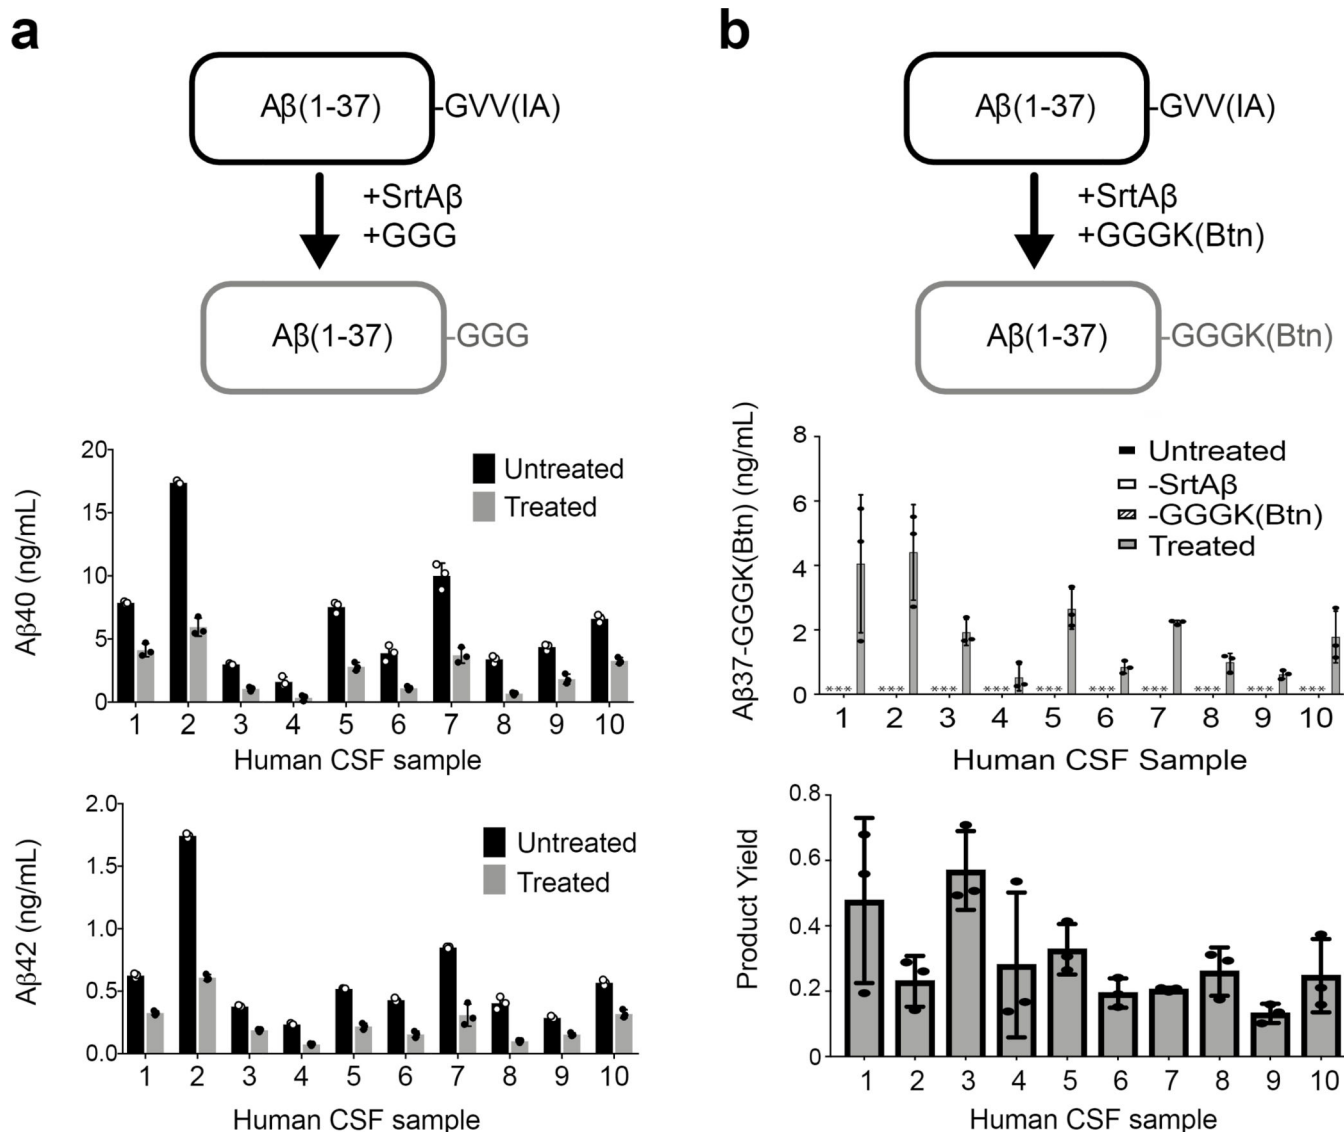 a
Aβ(1-37)
-GVV(IA)
+SrtAβ
+GGG
Aβ(1-37)
-GGG
Aβ40 (ng/mL)
20
15
10
5
0
Untreated
Treated
1 2 3 4 5 6 7 8 9 10
Human CSF sample
Aβ42 (ng/mL)
2.0
1.5
1.0
0.5
0.0
Untreated
Treated
1 2 3 4 5 6 7 8 9 10
Human CSF sample
b
Aβ(1-37)
-GVV(IA)
+SrtAβ
+GGGK(Btn)
Aβ(1-37)
-GGGK(Btn)
Aβ37-GGGK(Btn) (ng/mL)
8
6
4
2
0
Untreated
-SrtAβ
-GGGK(Btn)
Treated
*** *** *** *** *** *** *** *** *** ***
1 2 3 4 5 6 7 8 9 10
Human CSF Sample
Product Yield
0.8
0.6
0.4
0.2
0
1 2 3 4 5 6 7 8 9 10
Human CSF sample